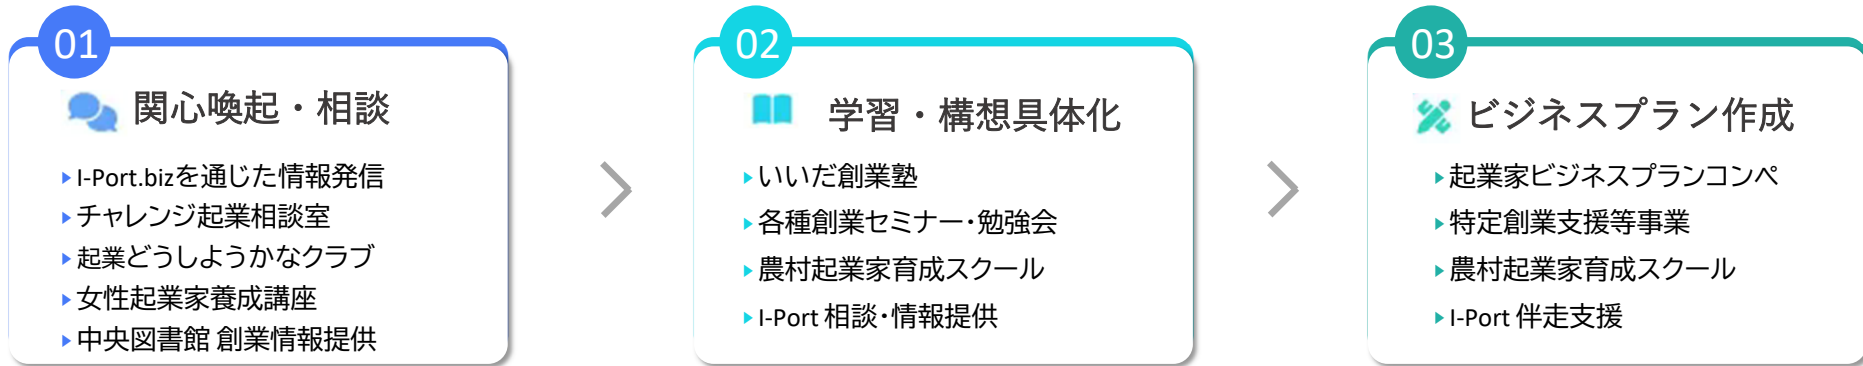 01
関心喚起・相談
I-Port.bizを通じた情報発信
チャレンジ起業相談室
起業どうしようかなクラブ
女性起業家養成講座
中央図書館 創業情報提供
02
学習・構想具体化
いいだ創業塾
各種創業セミナー・勉強会
農村起業家育成スクール
I-Port 相談・情報提供
03
ビジネスプラン作成
起業家ビジネスプランコンペ
特定創業支援等事業
農村起業家育成スクール
I-Port 伴走支援